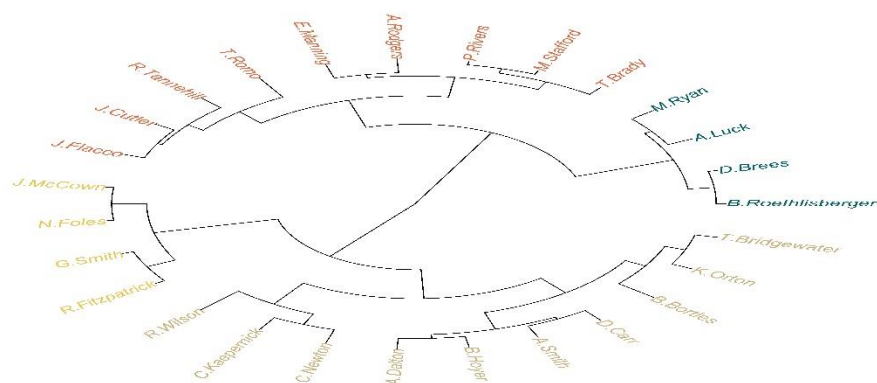 A.Rodgers
E.Manning
P.Rivers
M.Stafford
T.Romo
T.Brady
R.Tannehill
M.Ryan
J.Cutler
A.Luck
J.Flacco
D.Brees
J.McCown
B.Roethlisberger
N.Foles
T.Bridgewater
G.Smith
K.Orton
R.Fitzpatrick
B.Bortles
R.Wilson
D.Carr
C.Kaepernick
A.Smith
C.Newton
B.Hoyer
A.Dalton